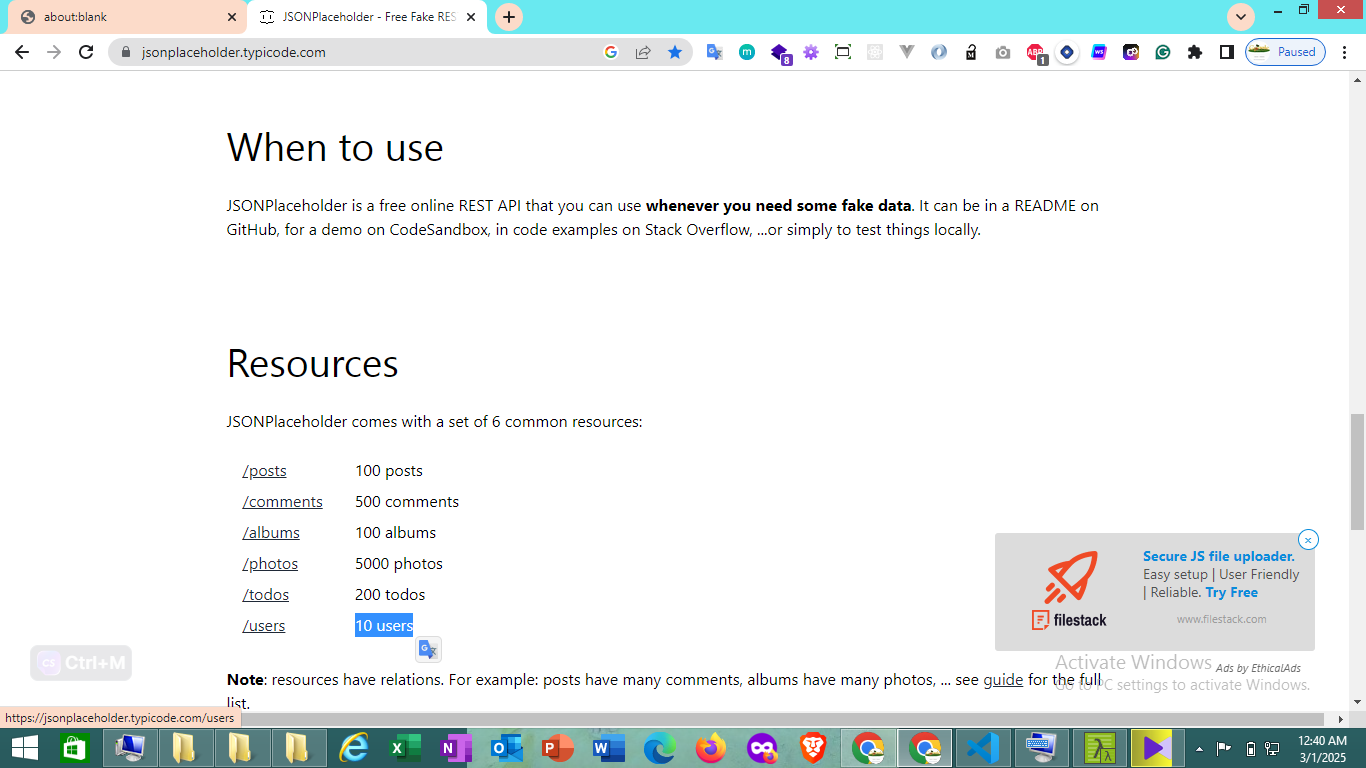 about:blank
JSONPlaceholder - Free Fake RES
jsonplaceholder.typicode.com
8
ABP
1
Paused
When to use
JSONPlaceholder is a free online REST API that you can use whenever you need some fake data. It can be in a README on
GitHub, for a demo on CodeSandbox, in code examples on Stack Overflow, ...or simply to test things locally.
Resources
JSONPlaceholder comes with a set of 6 common resources:
/posts 100 posts
/comments 500 comments
/albums 100 albums
/photos 5000 photos
/todos 200 todos
/users 10 users
Secure JS file uploader.
Easy setup | User Friendly
| Reliable. Try Free
filestack
www.filestack.com
Ads by EthicalAds
CS Ctrl+M
Activate Windows
Go to PC settings to activate Windows.
Note: resources have relations. For example: posts have many comments, albums have many photos, ... see guide for the full
list.
https://jsonplaceholder.typicode.com/users
12:40 AM
3/1/2025